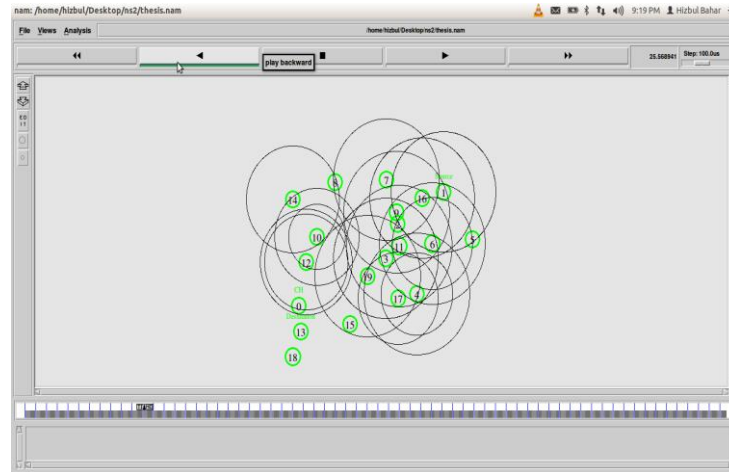 nam: /home/hizbul/Desktop/ns2/thesis.nam
9:19 PM Hizbul Bahar
File Views Analysis
/home/hizbul/Desktop/ns2/thesis.nam
play backward
25.568941 Step: 100.0us
8
7
Source
14
16
1
9
2
10
11
6
5
12
3
19
CH
17
4
0
Destination
13
15
18